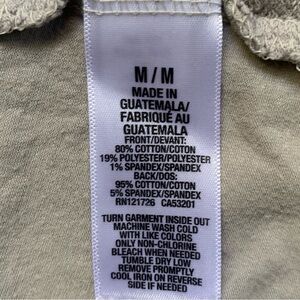 M/M
MADE IN
GUATEMALA/
FABRIQUÉ AU
GUATEMALA
FRONT/DEVANT:
80% COTTON/COTON
19% POLYESTER/POLYESTER
1% SPANDEX/SPANDEX
BACK/DOS:
95% COTTON/COTON
5% SPANDEX/SPANDEX
RN121726 CA53201
TURN GARMENT INSIDE OUT
MACHINE WASH COLD
WITH LIKE COLORS
ONLY NON-CHLORINE
BLEACH WHEN NEEDED
TUMBLE DRY LOW
REMOVE PROMPTLY
COOL IRON ON REVERSE
SIDE IF NEEDED